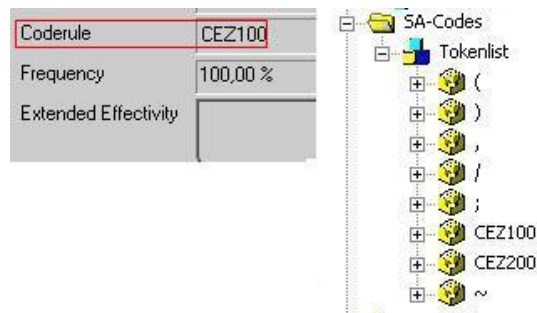 Coderule CEZ100
Frequency 100,00 %
Extended Effectivity
SA-Codes
Tokenlist
(
)
,
/
;
CEZ100
CEZ200
~